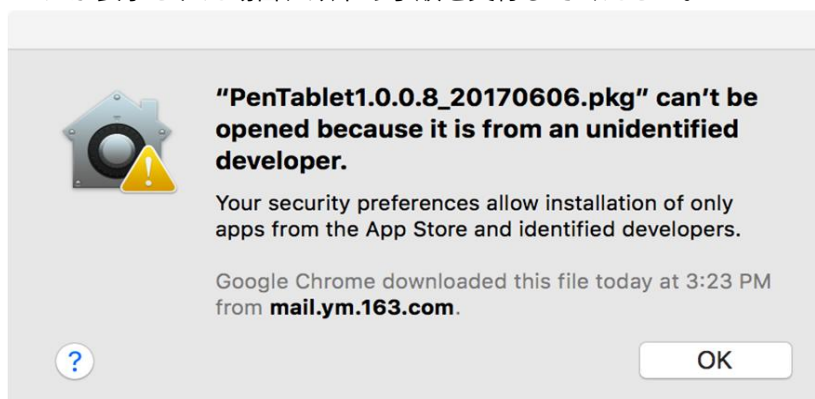 “PenTablet1.0.0.8_20170606.pkg” can’t be
opened because it is from an unidentified
developer.
Your security preferences allow installation of only
apps from the App Store and identified developers.
Google Chrome downloaded this file today at 3:23 PM
from mail.ym.163.com.
?
OK